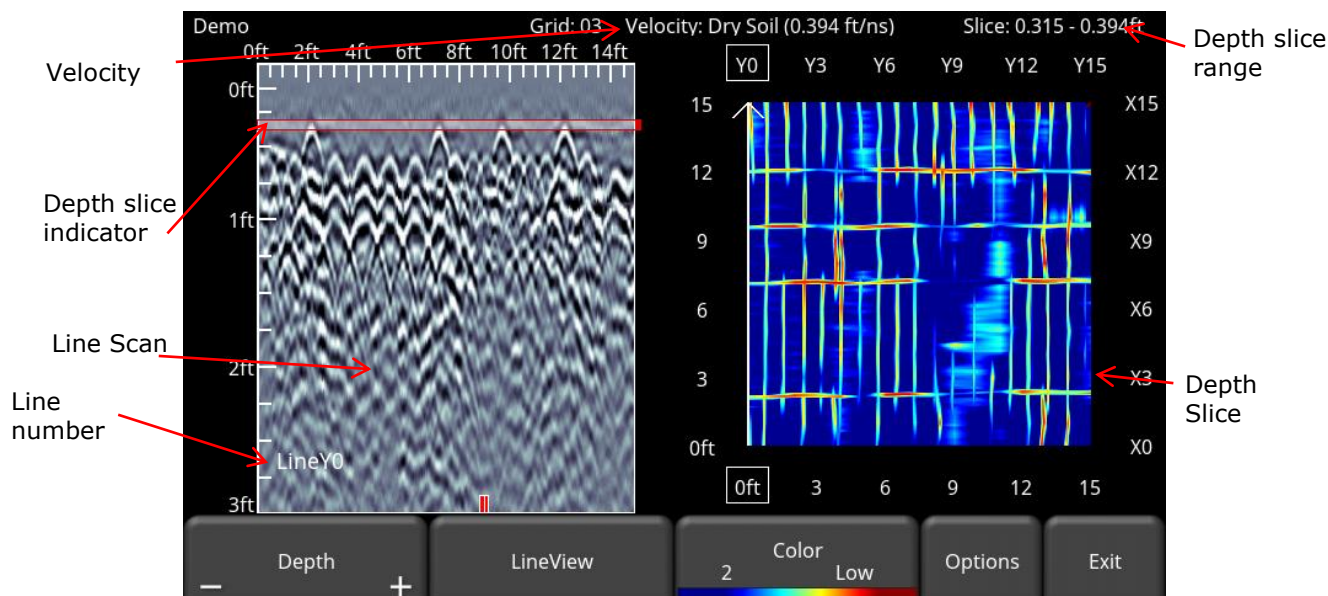 Demo
Grid: 03
Velocity: Dry Soil (0.394 ft/ns)
Slice: 0.315 - 0.394ft
Velocity
Depth slice
range
0ft 2ft 4ft 6ft 8ft 10ft 12ft 14ft
Y0 Y3 Y6 Y9 Y12 Y15
0ft
1ft
2ft
3ft
Depth slice
indicator
Line Scan
Line
number
LineY0
15
12
9
6
3
0ft
X15
X12
X9
X6
X3
X0
Depth
Slice
0ft 3 6 9 12 15
Depth
− +
LineView
Color
2 Low
Options
Exit